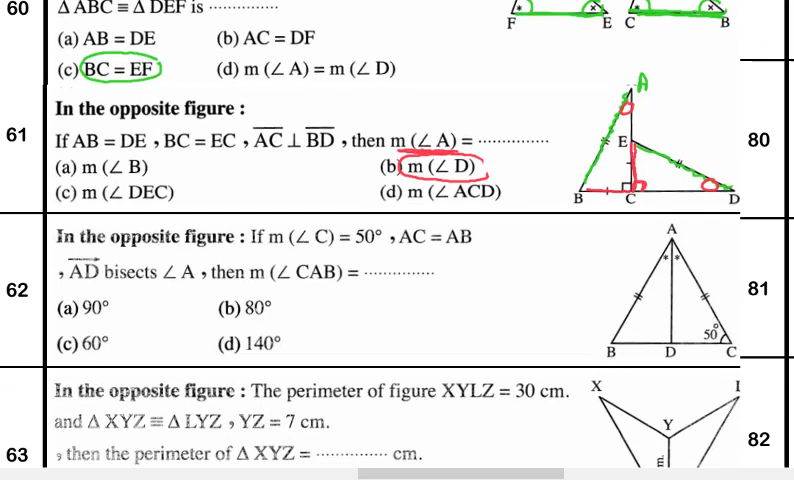 60
Δ ABC ≡ Δ DEF is ..............
(a) AB = DE (b) AC = DF
(c) BC = EF (d) m (∠ A) = m (∠ D)
F E C B
61
In the opposite figure :
If AB = DE , BC = EC , AC ⊥ BD , then m (∠ A) = ...............
(a) m (∠ B) (b) m (∠ D)
(c) m (∠ DEC) (d) m (∠ ACD)
A
E
B C D
80
62
In the opposite figure : If m (∠ C) = 50° , AC = AB
, AD bisects ∠ A , then m (∠ CAB) = ..............
(a) 90° (b) 80°
(c) 60° (d) 140°
A
50°
B D C
81
63
In the opposite figure : The perimeter of figure XYLZ = 30 cm.
and Δ XYZ ≡ Δ LYZ , YZ = 7 cm.
, then the perimeter of Δ XYZ = ............... cm.
X
Y
82